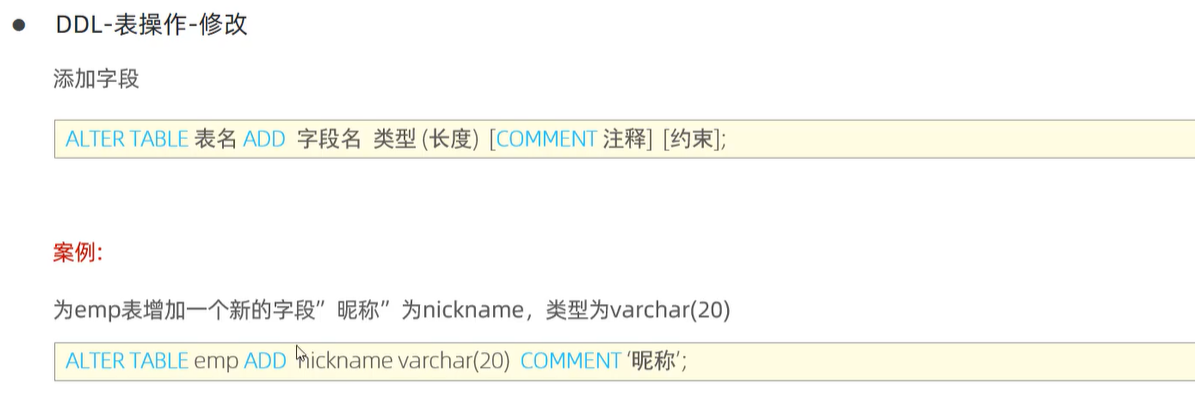 DDL-表操作-修改
添加字段
ALTER TABLE 表名 ADD 字段名 类型 (长度) [COMMENT 注释] [约束];
案例:
为emp表增加一个新的字段”昵称”为nickname，类型为varchar(20)
ALTER TABLE emp ADD nickname varchar(20) COMMENT ‘昵称’;